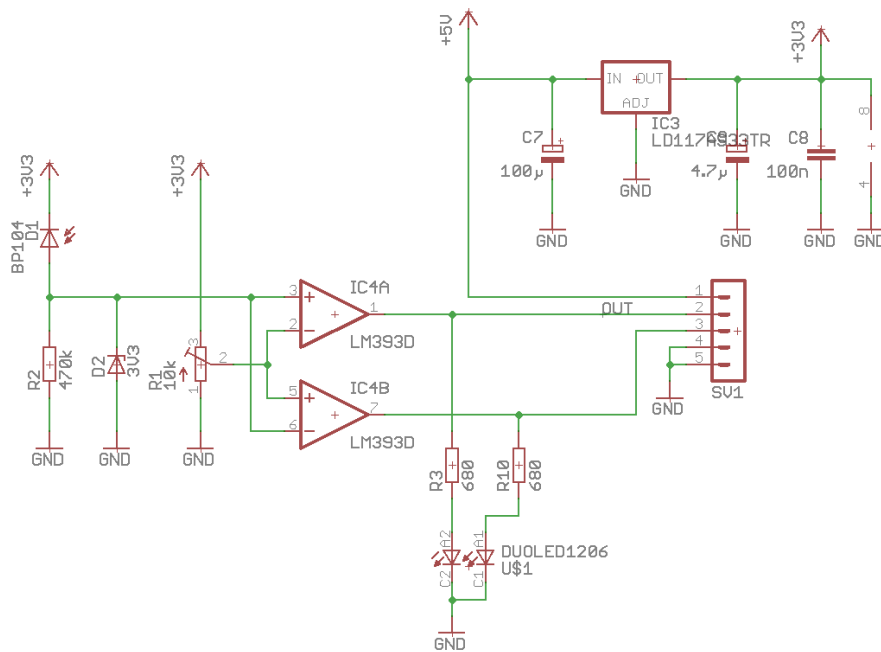 +5V
+3V3
IN
OUT
ADJ
IC3
LD117AS33TR
C7
100µ
C9
4.7µ
C8
100n
8
4
GND
GND
GND
GND
GND
+3V3
+3V3
BP104
D1
R2
470k
D2
3V3
R1
10k
3
2
1
GND
GND
GND
3
2
1
IC4A
LM393D
5
6
7
IC4B
LM393D
OUT
1
2
3
4
5
SV1
GND
R3
680
R10
680
A2
C2
A1
C1
DUOLED1206
U$1
GND